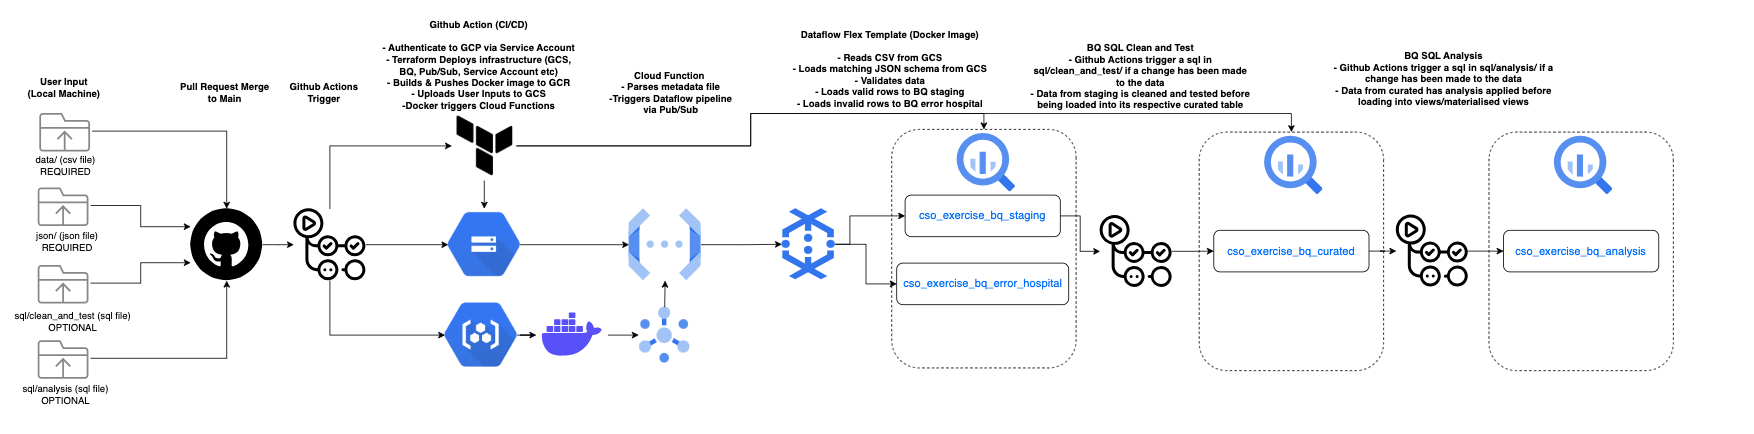 User Input
(Local Machine)
data/ (csv file)
REQUIRED
json/ (json file)
REQUIRED
sql/clean_and_test (sql file)
OPTIONAL
sql/analysis (sql file)
OPTIONAL
Pull Request Merge
to Main
Github Actions
Trigger
Github Action (CI/CD)
- Authenticate to GCP via Service Account
- Terraform Deploys infrastructure (GCS,
BQ, Pub/Sub, Service Account etc)
- Builds & Pushes Docker image to GCR
- Uploads User Inputs to GCS
-Docker triggers Cloud Functions
Cloud Function
- Parses metadata file
-Triggers Dataflow pipeline
via Pub/Sub
Dataflow Flex Template (Docker Image)
- Reads CSV from GCS
- Loads matching JSON schema from GCS
- Validates data
- Loads valid rows to BQ staging
- Loads invalid rows to BQ error hospital
cso_exercise_bq_staging
cso_exercise_bq_error_hospital
BQ SQL Clean and Test
- Github Actions trigger a sql in
sql/clean_and_test/ if a change has been made
to the data
- Data from staging is cleaned and tested before
being loaded into its respective curated table
cso_exercise_bq_curated
BQ SQL Analysis
- Github Actions trigger a sql in sql/analysis/ if a
change has been made to the data
- Data from curated has analysis applied before
loading into views/materialised views
cso_exercise_bq_analysis